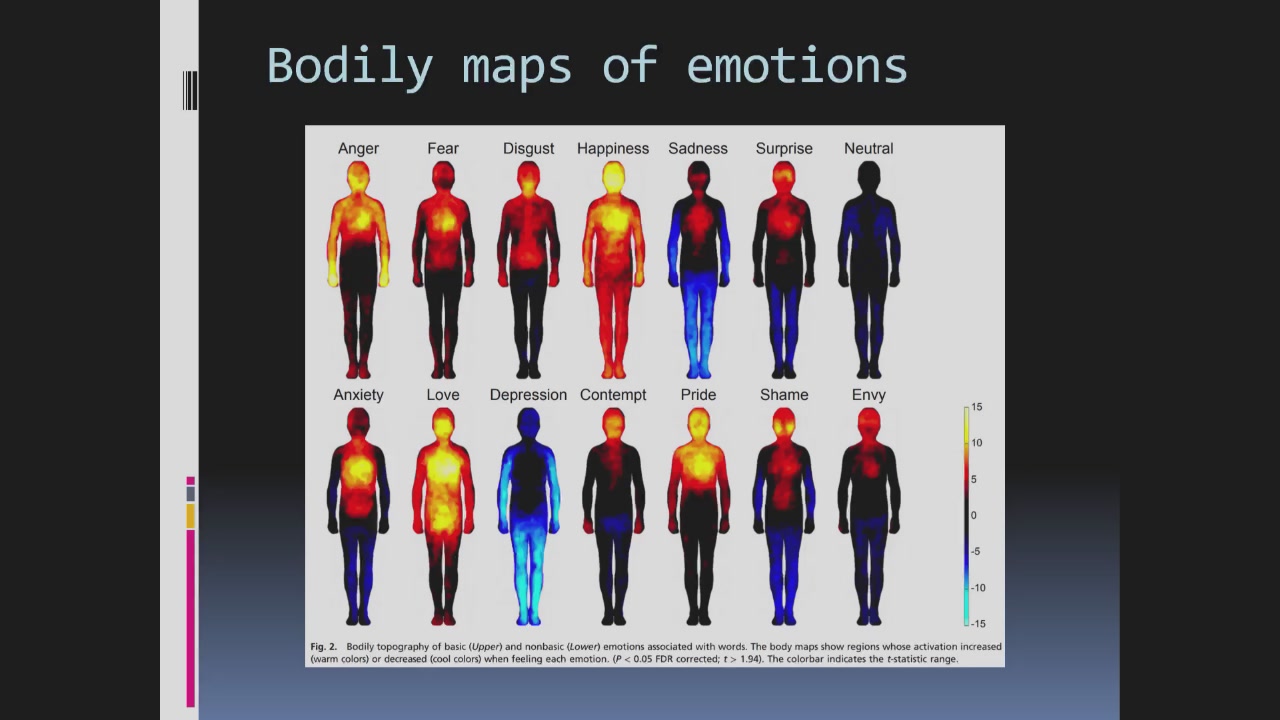 Bodily maps of emotions
Anger Fear Disgust Happiness Sadness Surprise Neutral
Anxiety Love Depression Contempt Pride Shame Envy
15
10
5
0
-5
-10
-15
Fig. 2. Bodily topography of basic (Upper) and nonbasic (Lower) emotions associated with words. The body maps show regions whose activation increased
(warm colors) or decreased (cool colors) when feeling each emotion. (P < 0.05 FDR corrected; t > 1.94). The colorbar indicates the t-statistic range.